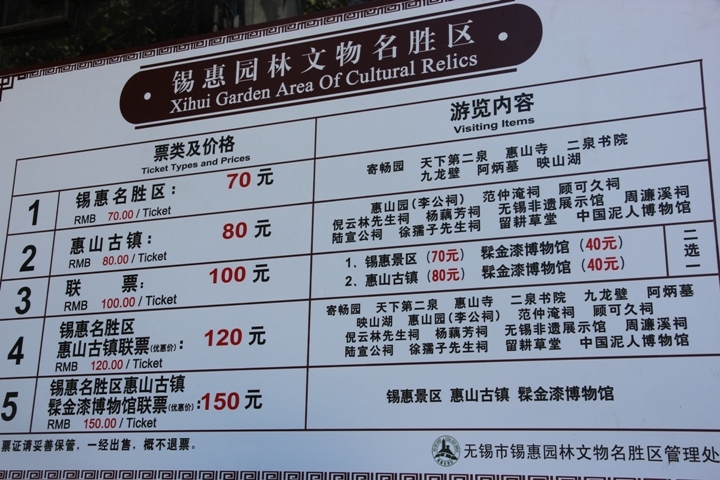 锡惠园林文物名胜区
Xihui Garden Area Of Cultural Relics
票类及价格
Ticket Types and Prices
游览内容
Visiting Items
1
锡惠名胜区： 70 元
RMB 70.00 / Ticket
寄畅园 天下第二泉 惠山寺 二泉书院
九龙壁 阿炳墓 映山湖
2
惠山古镇： 80 元
RMB 80.00 / Ticket
惠山园(李公祠) 范仲淹祠 顾可久祠
倪云林先生祠 杨藕芳祠 无锡非遗展示馆 周濂溪祠
陆宣公祠 徐孺子先生祠 留耕草堂 中国泥人博物馆
3
联 票： 100 元
RMB 100.00 / Ticket
1、锡惠景区（70元） 髹金漆博物馆（40元）
2、惠山古镇（80元） 髹金漆博物馆（40元）
二选一
4
锡惠名胜区
惠山古镇联票(优惠价)： 120 元
RMB 120.00 / Ticket
寄畅园 天下第二泉 惠山寺 二泉书院 九龙壁 阿炳墓
映山湖 惠山园(李公祠) 范仲淹祠 顾可久祠
倪云林先生祠 杨藕芳祠 无锡非遗展示馆 周濂溪祠
陆宣公祠 徐孺子先生祠 留耕草堂 中国泥人博物馆
5
锡惠名胜区惠山古镇
髹金漆博物馆联票(优惠价)：150 元
RMB 150.00 / Ticket
锡惠景区 惠山古镇 髹金漆博物馆
票证请妥善保管，一经出售，概不退票。
无锡市锡惠园林文物名胜区管理处